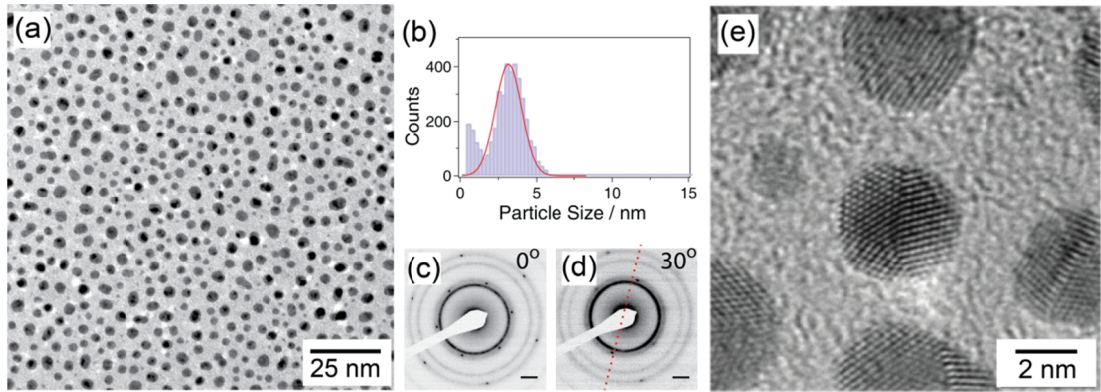 (a)
25 nm
(b)
Counts
400
200
0
0
5
10
15
Particle Size / nm
(c)
0°
(d)
30°
(e)
2 nm